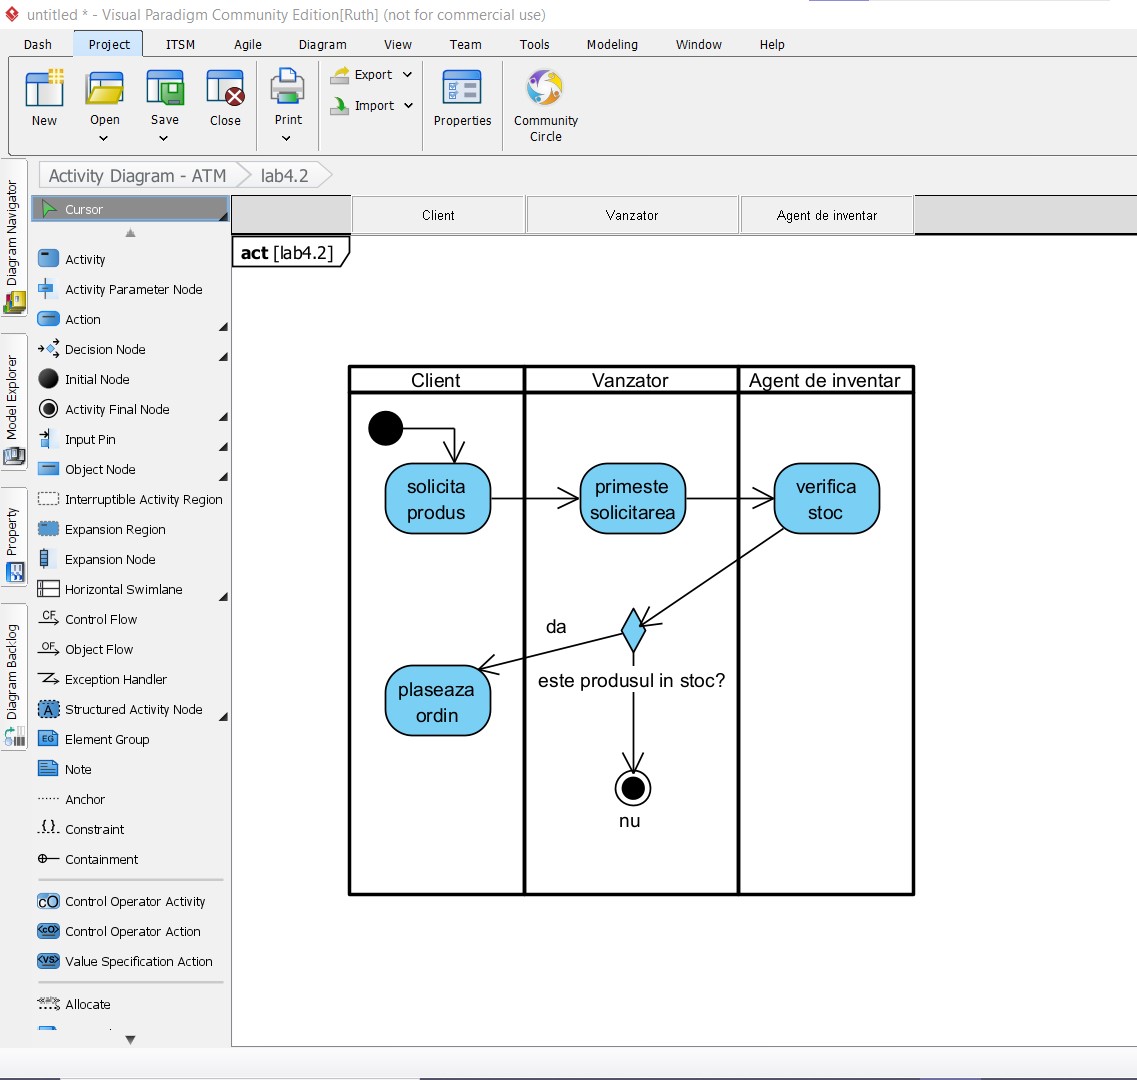 untitled * - Visual Paradigm Community Edition[Ruth] (not for commercial use)
Dash Project ITSM Agile Diagram View Team Tools Modeling Window Help
New Open Save Close Print Export Import Properties Community
Circle
Activity Diagram - ATM lab4.2
Diagram Navigator
Model Explorer
Property
Diagram Backlog
Cursor
Activity
Activity Parameter Node
Action
Decision Node
Initial Node
Activity Final Node
Input Pin
Object Node
Interruptible Activity Region
Expansion Region
Expansion Node
Horizontal Swimlane
CF Control Flow
OF Object Flow
Exception Handler
A Structured Activity Node
EG Element Group
Note
Anchor
{ } Constraint
Containment
cO Control Operator Activity
«cO» Control Operator Action
«VS» Value Specification Action
Allocate
Client Vanzator Agent de inventar
act [lab4.2]
Client Vanzator Agent de inventar
solicita
produs
primeste
solicitarea
verifica
stoc
da
plaseaza
ordin
este produsul in stoc?
nu